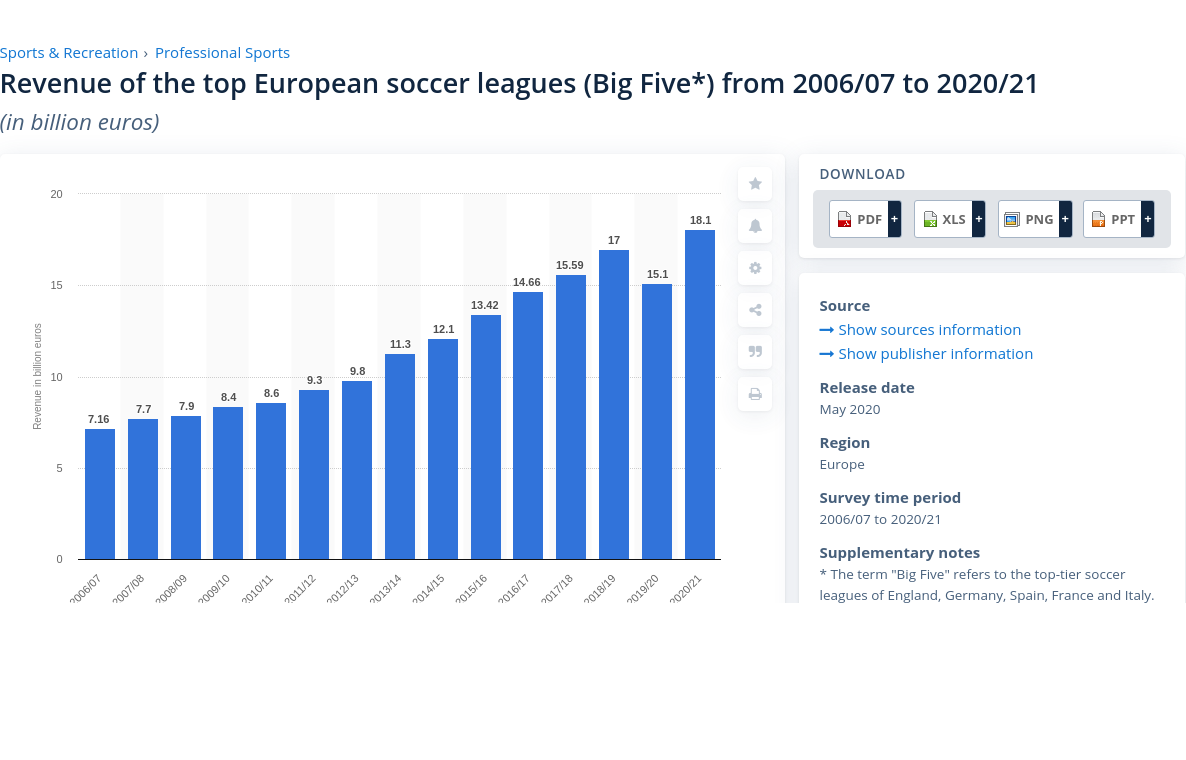 Sports & Recreation › Professional Sports
Revenue of the top European soccer leagues (Big Five*) from 2006/07 to 2020/21
(in billion euros)
20
15
10
5
0
Revenue in billion euros
7.16
7.7
7.9
8.4
8.6
9.3
9.8
11.3
12.1
13.42
14.66
15.59
17
15.1
18.1
2006/07
2007/08
2008/09
2009/10
2010/11
2011/12
2012/13
2013/14
2014/15
2015/16
2016/17
2017/18
2018/19
2019/20
2020/21
DOWNLOAD
PDF + XLS + PNG + PPT +
Source
Show sources information
Show publisher information
Release date
May 2020
Region
Europe
Survey time period
2006/07 to 2020/21
Supplementary notes
* The term "Big Five" refers to the top-tier soccer
leagues of England, Germany, Spain, France and Italy.